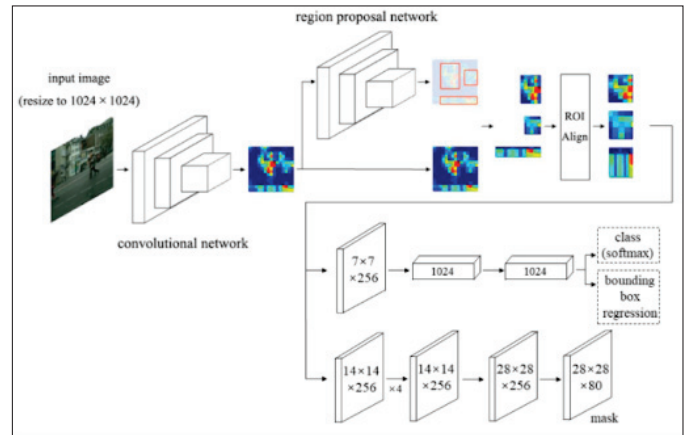 region proposal network
input image
(resize to 1024 × 1024)
ROI
Align
convolutional network
7×7
×256
1024
1024
class
(softmax)
bounding
box
regression
14×14
×256
×4
14×14
×256
28×28
×256
28×28
×80
mask